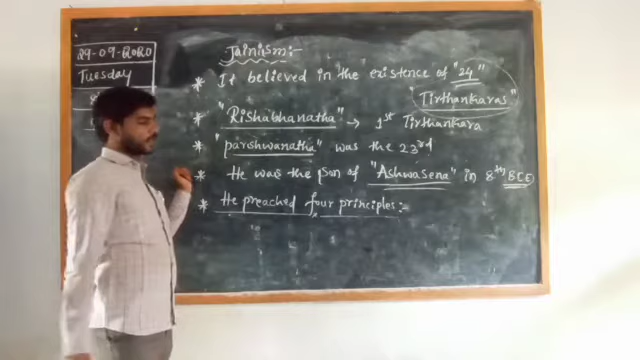 29-09-2020
Tuesday
Jainism:-
* It believed in the existence of "24"
"Tirthankaras"
* "Rishabhanatha" → 1st Tirthankara
* "parshwanatha" was the 23rd
* He was the son of "Ashwasena" in 8th BCE
* He preached four principles:-